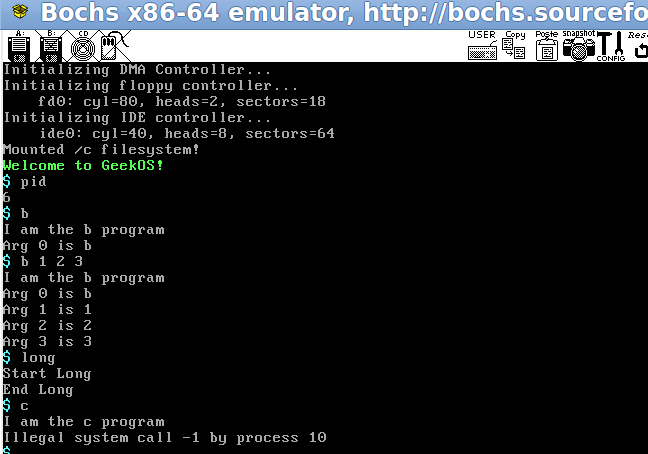 Bochs x86-64 emulator, http://bochs.sourcefo
A: B: CD USER Copy Paste snapshot CONFIG Res
Initializing DMA Controller...
Initializing floppy controller...
    fd0: cyl=80, heads=2, sectors=18
Initializing IDE controller...
    ide0: cyl=40, heads=8, sectors=64
Mounted /c filesystem!
Welcome to GeekOS!
$ pid
6
$ b
I am the b program
Arg 0 is b
$ b 1 2 3
I am the b program
Arg 0 is b
Arg 1 is 1
Arg 2 is 2
Arg 3 is 3
$ long
Start Long
End Long
$ c
I am the c program
Illegal system call -1 by process 10
$